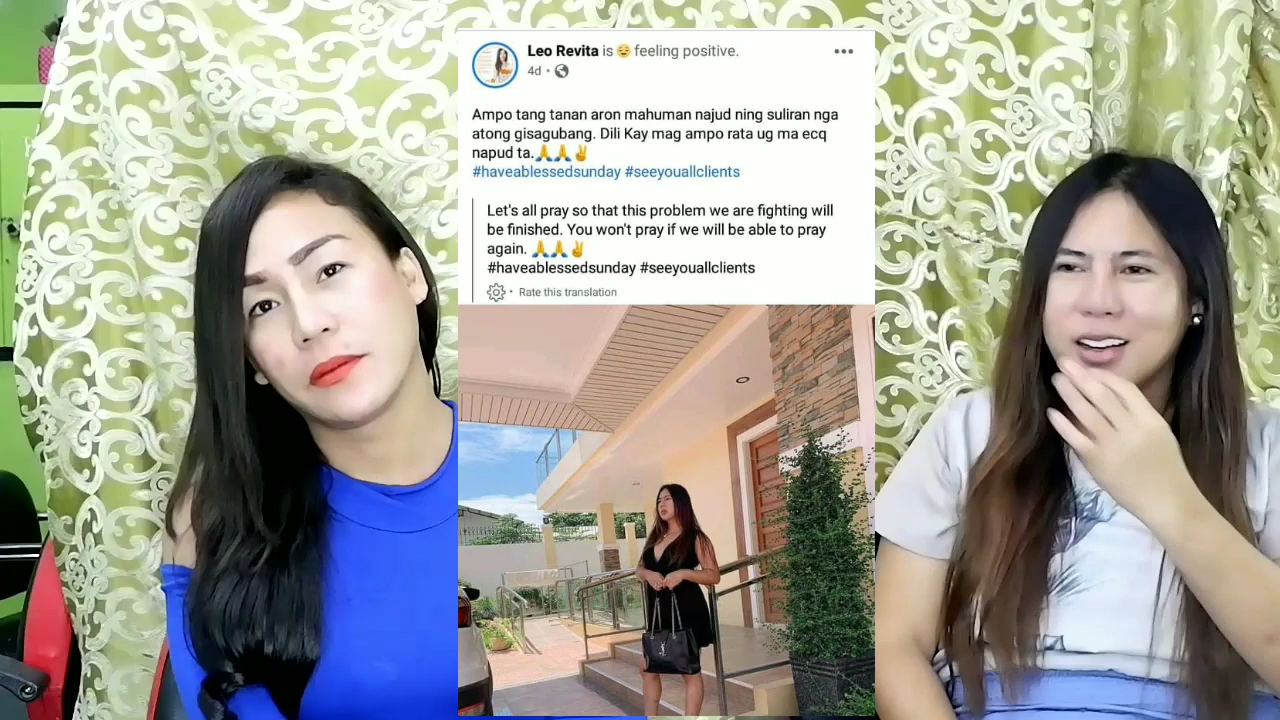 Leo Revita is 😌 feeling positive.
4d ·
Ampo tang tanan aron mahuman najud ning suliran nga
atong gisagubang. Dili Kay mag ampo rata ug ma ecq
napud ta.🙏🙏✌️
#haveablessedsunday #seeyouallclients
Let's all pray so that this problem we are fighting will
be finished. You won't pray if we will be able to pray
again. 🙏🙏✌️
#haveablessedsunday #seeyouallclients
· Rate this translation